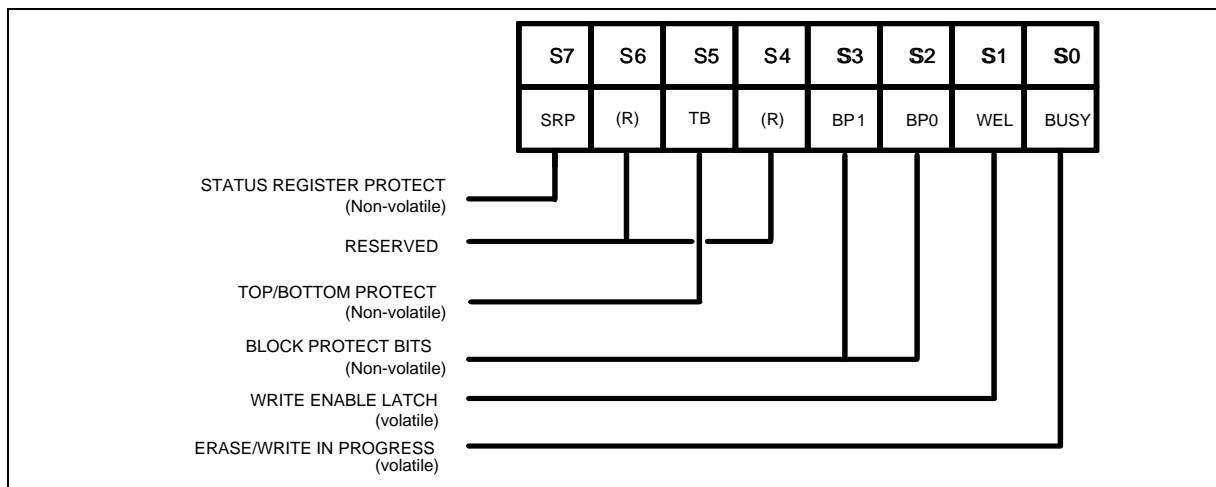 S7 S6 S5 S4 S3 S2 S1 S0
SRP (R) TB (R) BP1 BP0 WEL BUSY
STATUS REGISTER PROTECT
(Non-volatile)
RESERVED
TOP/BOTTOM PROTECT
(Non-volatile)
BLOCK PROTECT BITS
(Non-volatile)
WRITE ENABLE LATCH
(volatile)
ERASE/WRITE IN PROGRESS
(volatile)